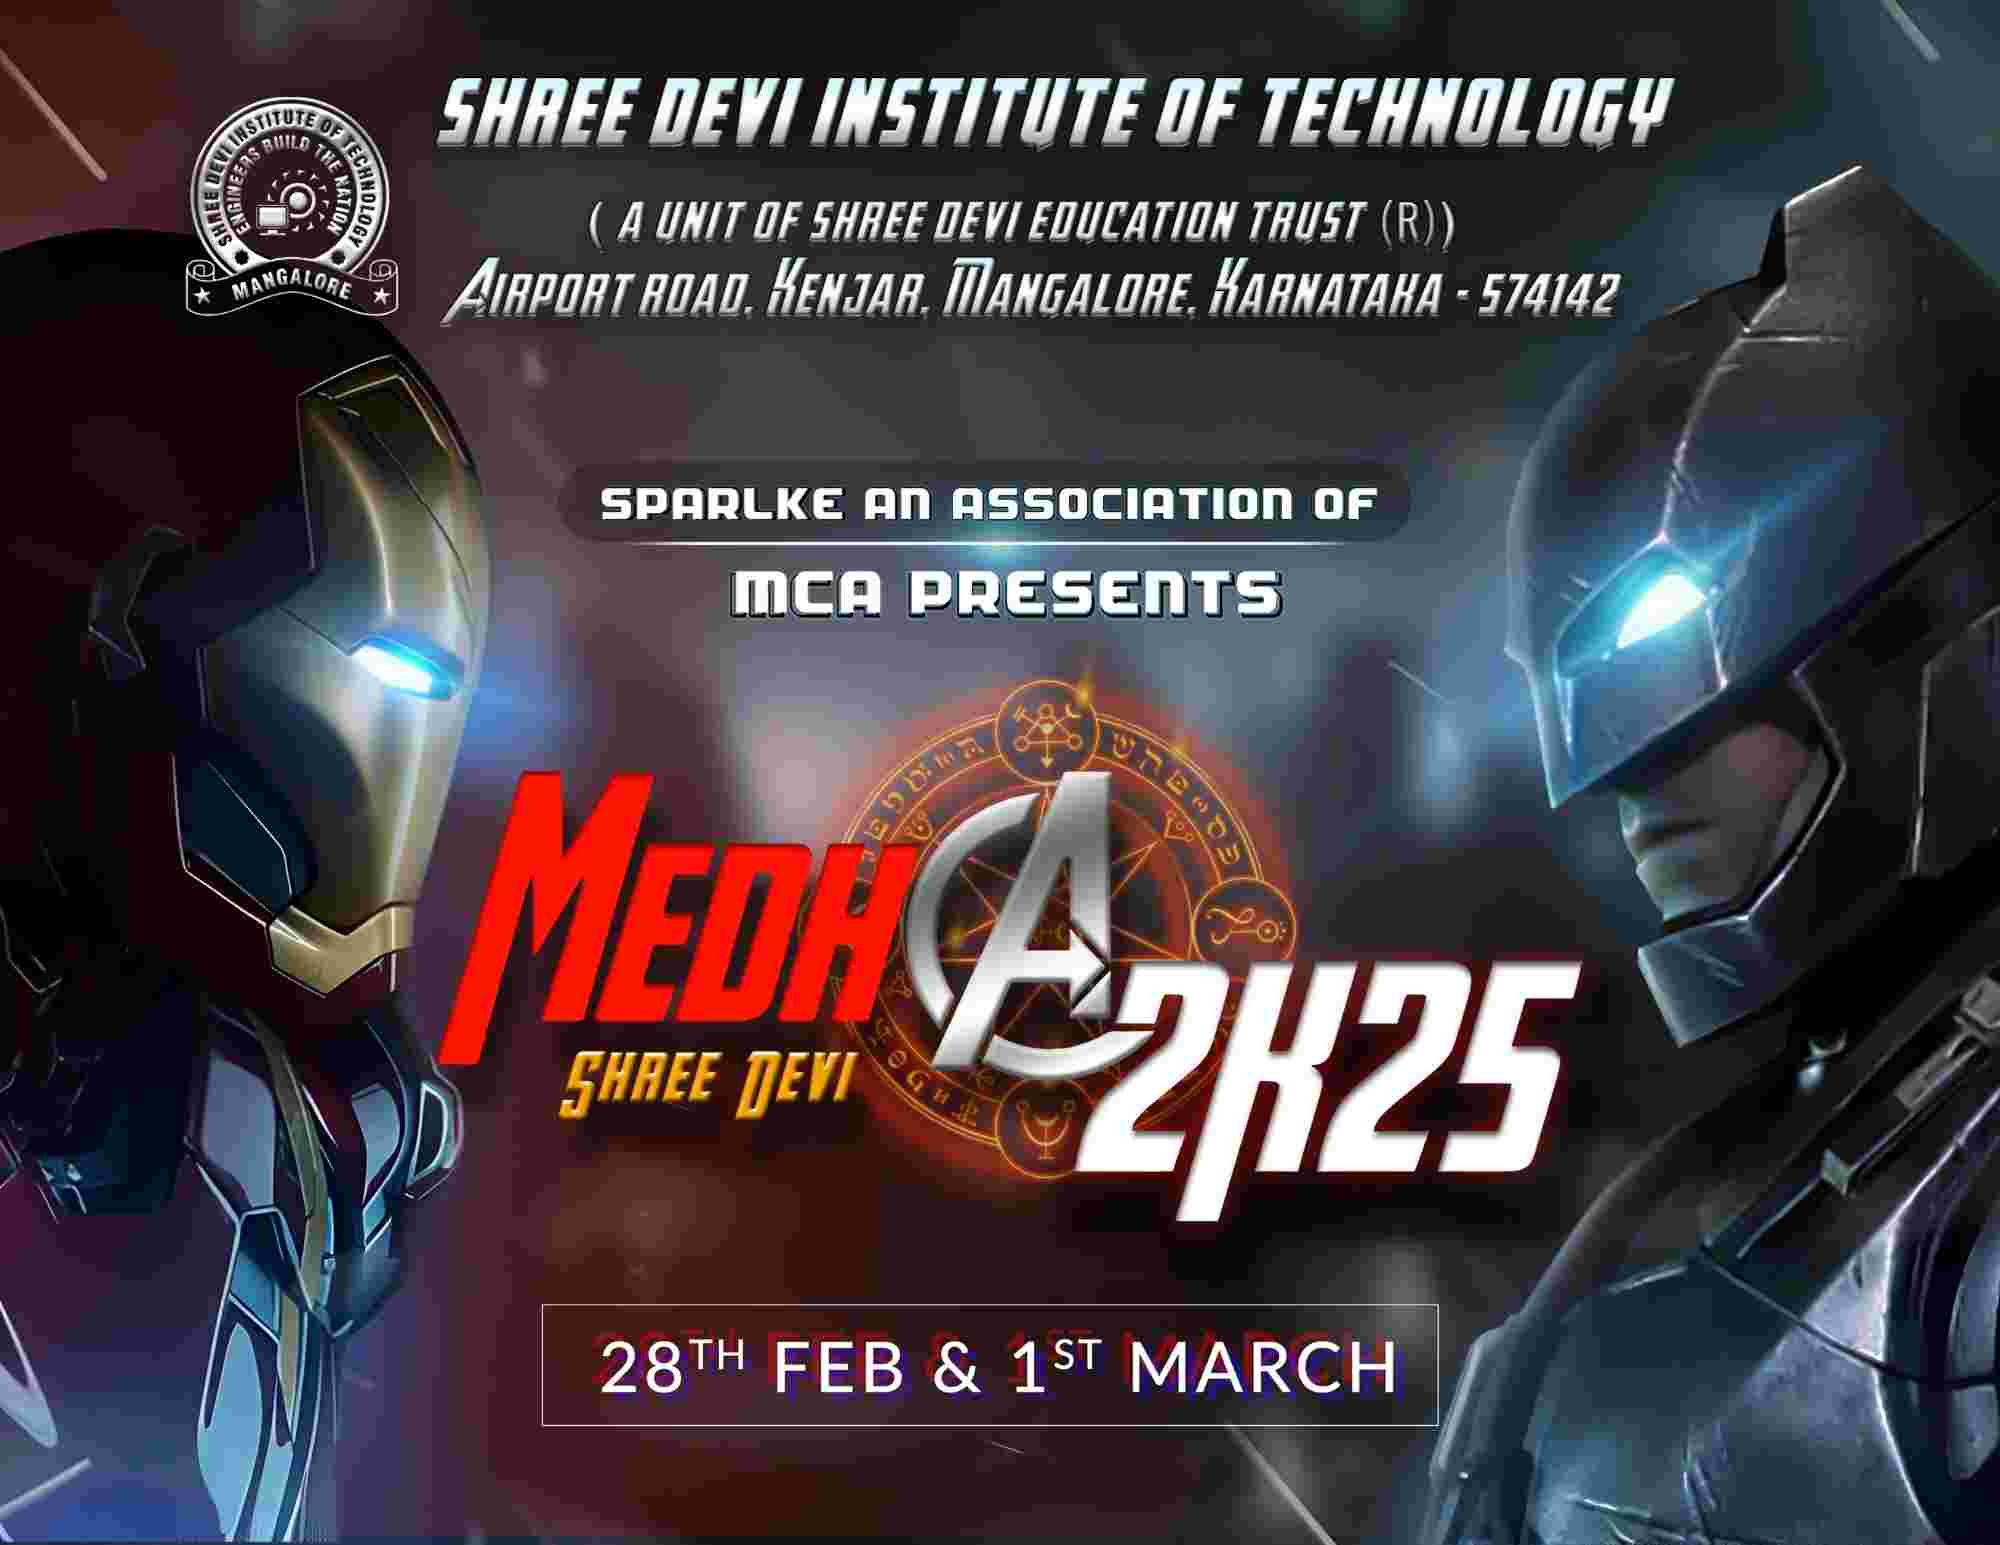 SHREE DEVI INSTITUTE OF TECHNOLOGY
( A UNIT OF SHREE DEVI EDUCATION TRUST (R))
AIRPORT ROAD, KENJAR, MANGALORE, KARNATAKA - 574142
SHREE DEVI INSTITUTE OF TECHNOLOGY
ENGINEERS BUILD THE NATION
MANGALORE
SPARLKE AN ASSOCIATION OF
MCA PRESENTS
MEDHA 2K25
SHREE DEVI
28TH FEB & 1ST MARCH